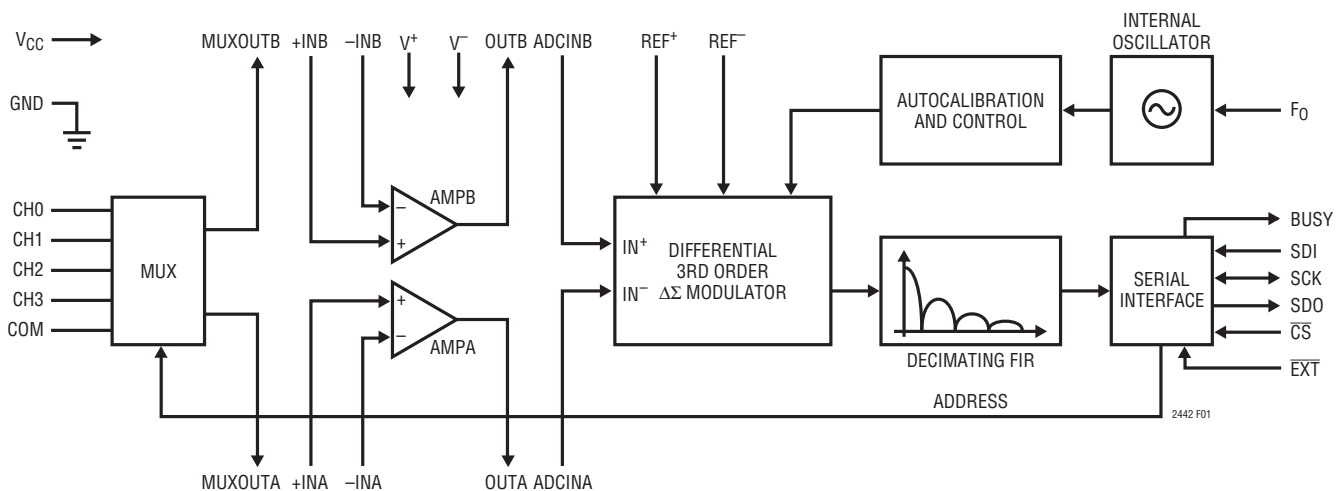 INTERNAL
OSCILLATOR
VCC
MUXOUTB +INB –INB V+ V– OUTB ADCINB REF+ REF–
GND
AUTOCALIBRATION
AND CONTROL
FO
AMPB
–
+
CH0
CH1
CH2
CH3
COM
MUX
IN+
IN–
DIFFERENTIAL
3RD ORDER
ΔΣ MODULATOR
+
–
AMPA
DECIMATING FIR
SERIAL
INTERFACE
BUSY
SDI
SCK
SDO
CS
EXT
ADDRESS
2442 F01
MUXOUTA +INA –INA OUTA ADCINA